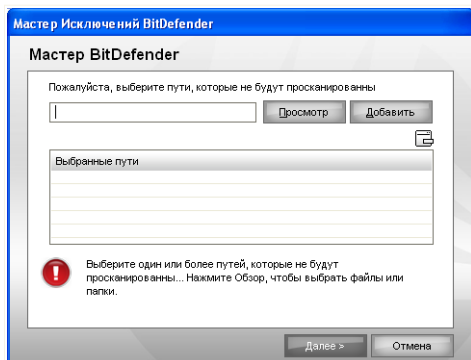 Мастер Исключений BitDefender
Мастер BitDefender
Пожалуйста, выберите пути, которые не будут просканированны
Просмотр
Добавить
Выбранные пути
Выберите один или более путей, которые не будут
просканированны... Нажмите Обзор, чтобы выбрать файлы или
папки.
Далее >
Отмена